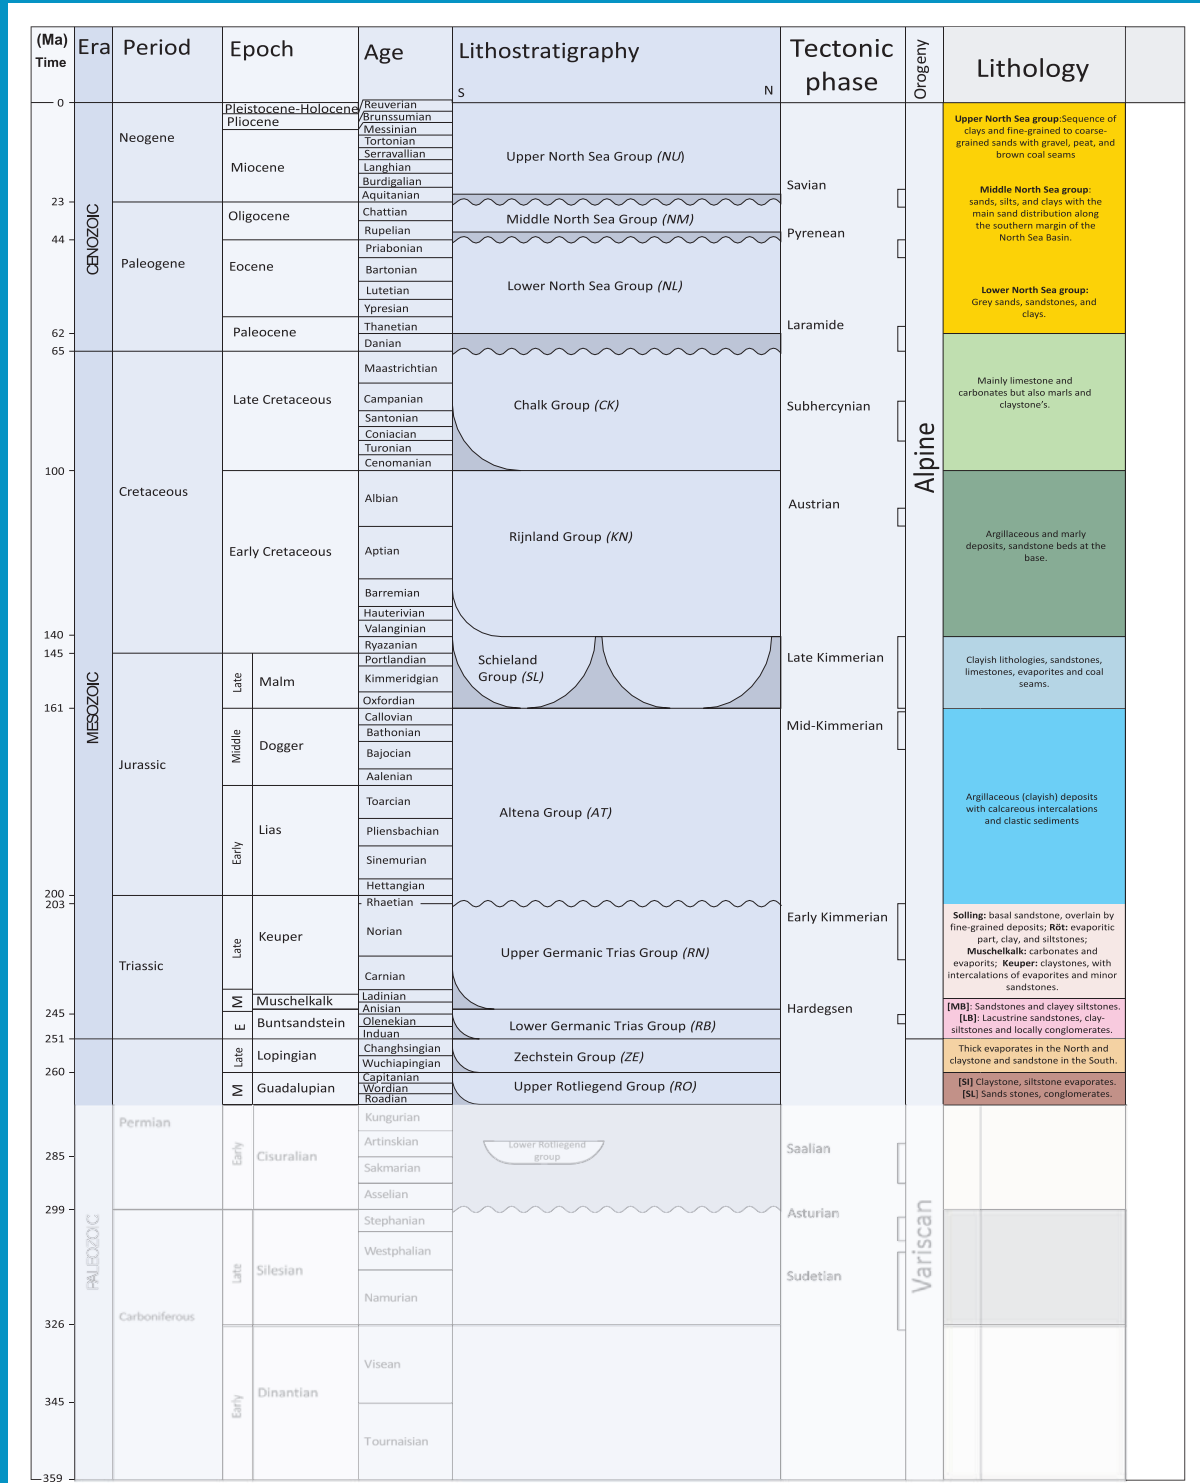 (Ma)
Time
Era
Period
Epoch
Age
Lithostratigraphy
S
N
Tectonic
phase
Orogeny
Lithology
0
23
44
62
65
100
140
145
161
200
203
245
251
260
285
299
326
345
359
CENOZOIC
MESOZOIC
PALEOZOIC
Neogene
Paleogene
Cretaceous
Jurassic
Triassic
Permian
Carboniferous
Pleistocene-Holocene
Pliocene
Miocene
Oligocene
Eocene
Paleocene
Late Cretaceous
Early Cretaceous
Late
Malm
Middle
Dogger
Early
Lias
Late
Keuper
M
Muschelkalk
E
Buntsandstein
Late
Lopingian
M
Guadalupian
Early
Cisuralian
Late
Silesian
Early
Dinantian
Reuverian
Brunssumian
Messinian
Tortonian
Serravallian
Langhian
Burdigalian
Aquitanian
Chattian
Rupelian
Priabonian
Bartonian
Lutetian
Ypresian
Thanetian
Danian
Maastrichtian
Campanian
Santonian
Coniacian
Turonian
Cenomanian
Albian
Aptian
Barremian
Hauterivian
Valanginian
Ryazanian
Portlandian
Kimmeridgian
Oxfordian
Callovian
Bathonian
Bajocian
Aalenian
Toarcian
Pliensbachian
Sinemurian
Hettangian
Rhaetian
Norian
Carnian
Ladinian
Anisian
Olenekian
Induan
Changhsingian
Wuchiapingian
Capitanian
Wordian
Roadian
Kungurian
Artinskian
Sakmarian
Asselian
Stephanian
Westphalian
Namurian
Visean
Tournaisian
Upper North Sea Group (NU)
Middle North Sea Group (NM)
Lower North Sea Group (NL)
Chalk Group (CK)
Rijnland Group (KN)
Schieland
Group (SL)
Altena Group (AT)
Upper Germanic Trias Group (RN)
Lower Germanic Trias Group (RB)
Zechstein Group (ZE)
Upper Rotliegend Group (RO)
Lower Rotliegend
group
Savian
Pyrenean
Laramide
Subhercynian
Austrian
Late Kimmerian
Mid-Kimmerian
Early Kimmerian
Hardegsen
Saalian
Asturian
Sudetian
Alpine
Variscan
Upper North Sea group:Sequence of
clays and fine-grained to coarse-
grained sands with gravel, peat, and
brown coal seams
Middle North Sea group:
sands, silts, and clays with the
main sand distribution along
the southern margin of the
North Sea Basin.
Lower North Sea group:
Grey sands, sandstones, and
clays.
Mainly limestone and
carbonates but also marls and
claystone's.
Argillaceous and marly
deposits, sandstone beds at the
base.
Clayish lithologies, sandstones,
limestones, evaporites and coal
seams.
Argillaceous (clayish) deposits
with calcareous intercalations
and clastic sediments
Solling: basal sandstone, overlain by
fine-grained deposits; Röt: evaporitic
part, clay, and siltstones;
Muschelkalk: carbonates and
evaporits; Keuper: claystones, with
intercalations of evaporites and minor
sandstones.
[MB]: Sandstones and clayey siltstones.
[LB]: Lacustrine sandstones, clay-
siltstones and locally conglomerates.
Thick evaporates in the North and
claystone and sandstone in the South.
[SI] Claystone, siltstone evaporates.
[SL] Sands stones, conglomerates.